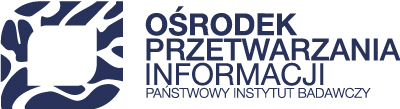 OŚRODEK
PRZETWARZANIA
INFORMACJI
PAŃSTWOWY INSTYTUT BADAWCZY